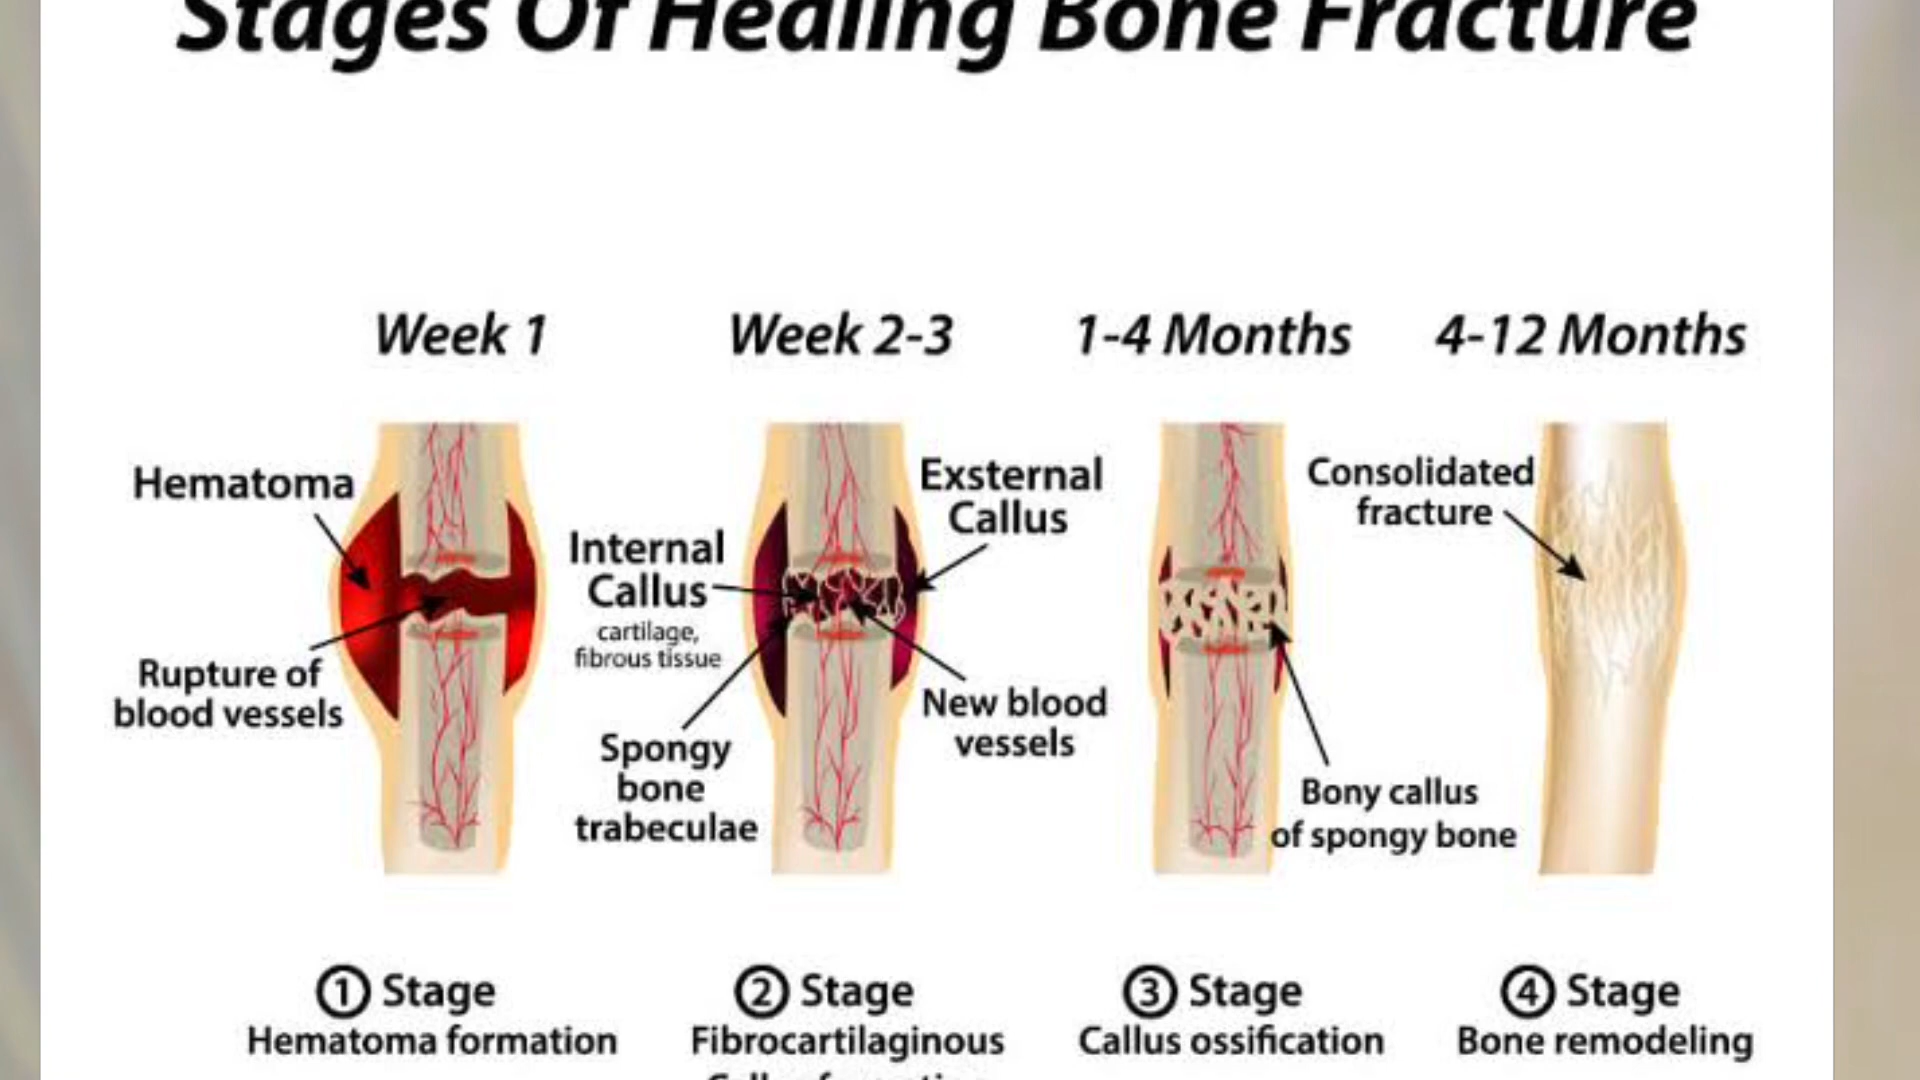 Stages Of Healing Bone Fracture
Week 1
Week 2-3
1-4 Months
4-12 Months
Hematoma
Rupture of
blood vessels
Internal
Callus
cartilage,
fibrous tissue
Spongy
bone
trabeculae
Exsternal
Callus
New blood
vessels
Consolidated
fracture
Bony callus
of spongy bone
1 Stage
Hematoma formation
2 Stage
Fibrocartilaginous
Callus formation
3 Stage
Callus ossification
4 Stage
Bone remodeling